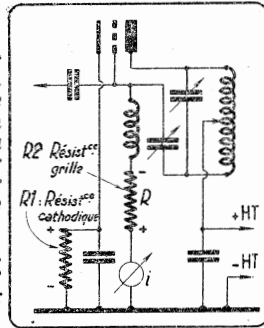 R2 Résist^ce
grille
R1: Résist^ce
cathodique
R
i
+HT
-HT
+
-
-
+